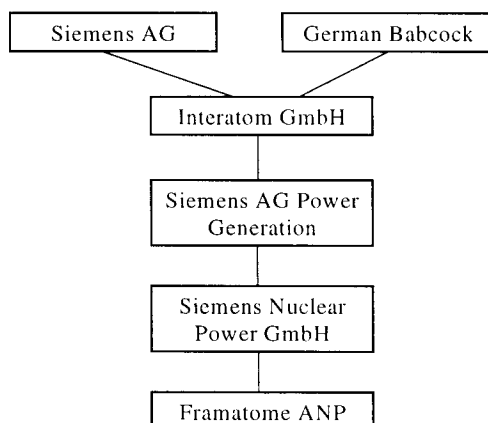 Siemens AG
German Babcock
Interatom GmbH
Siemens AG Power
Generation
Siemens Nuclear
Power GmbH
Framatome ANP